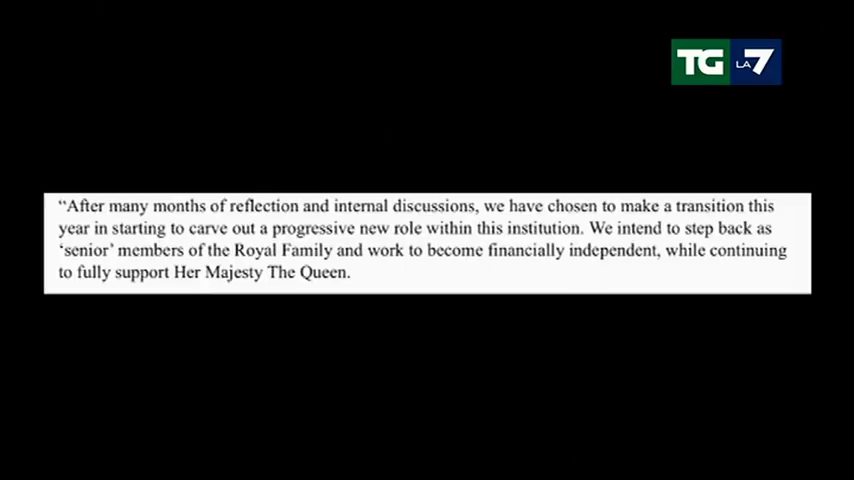 TG LA 7
“After many months of reflection and internal discussions, we have chosen to make a transition this
year in starting to carve out a progressive new role within this institution. We intend to step back as
‘senior’ members of the Royal Family and work to become financially independent, while continuing
to fully support Her Majesty The Queen.